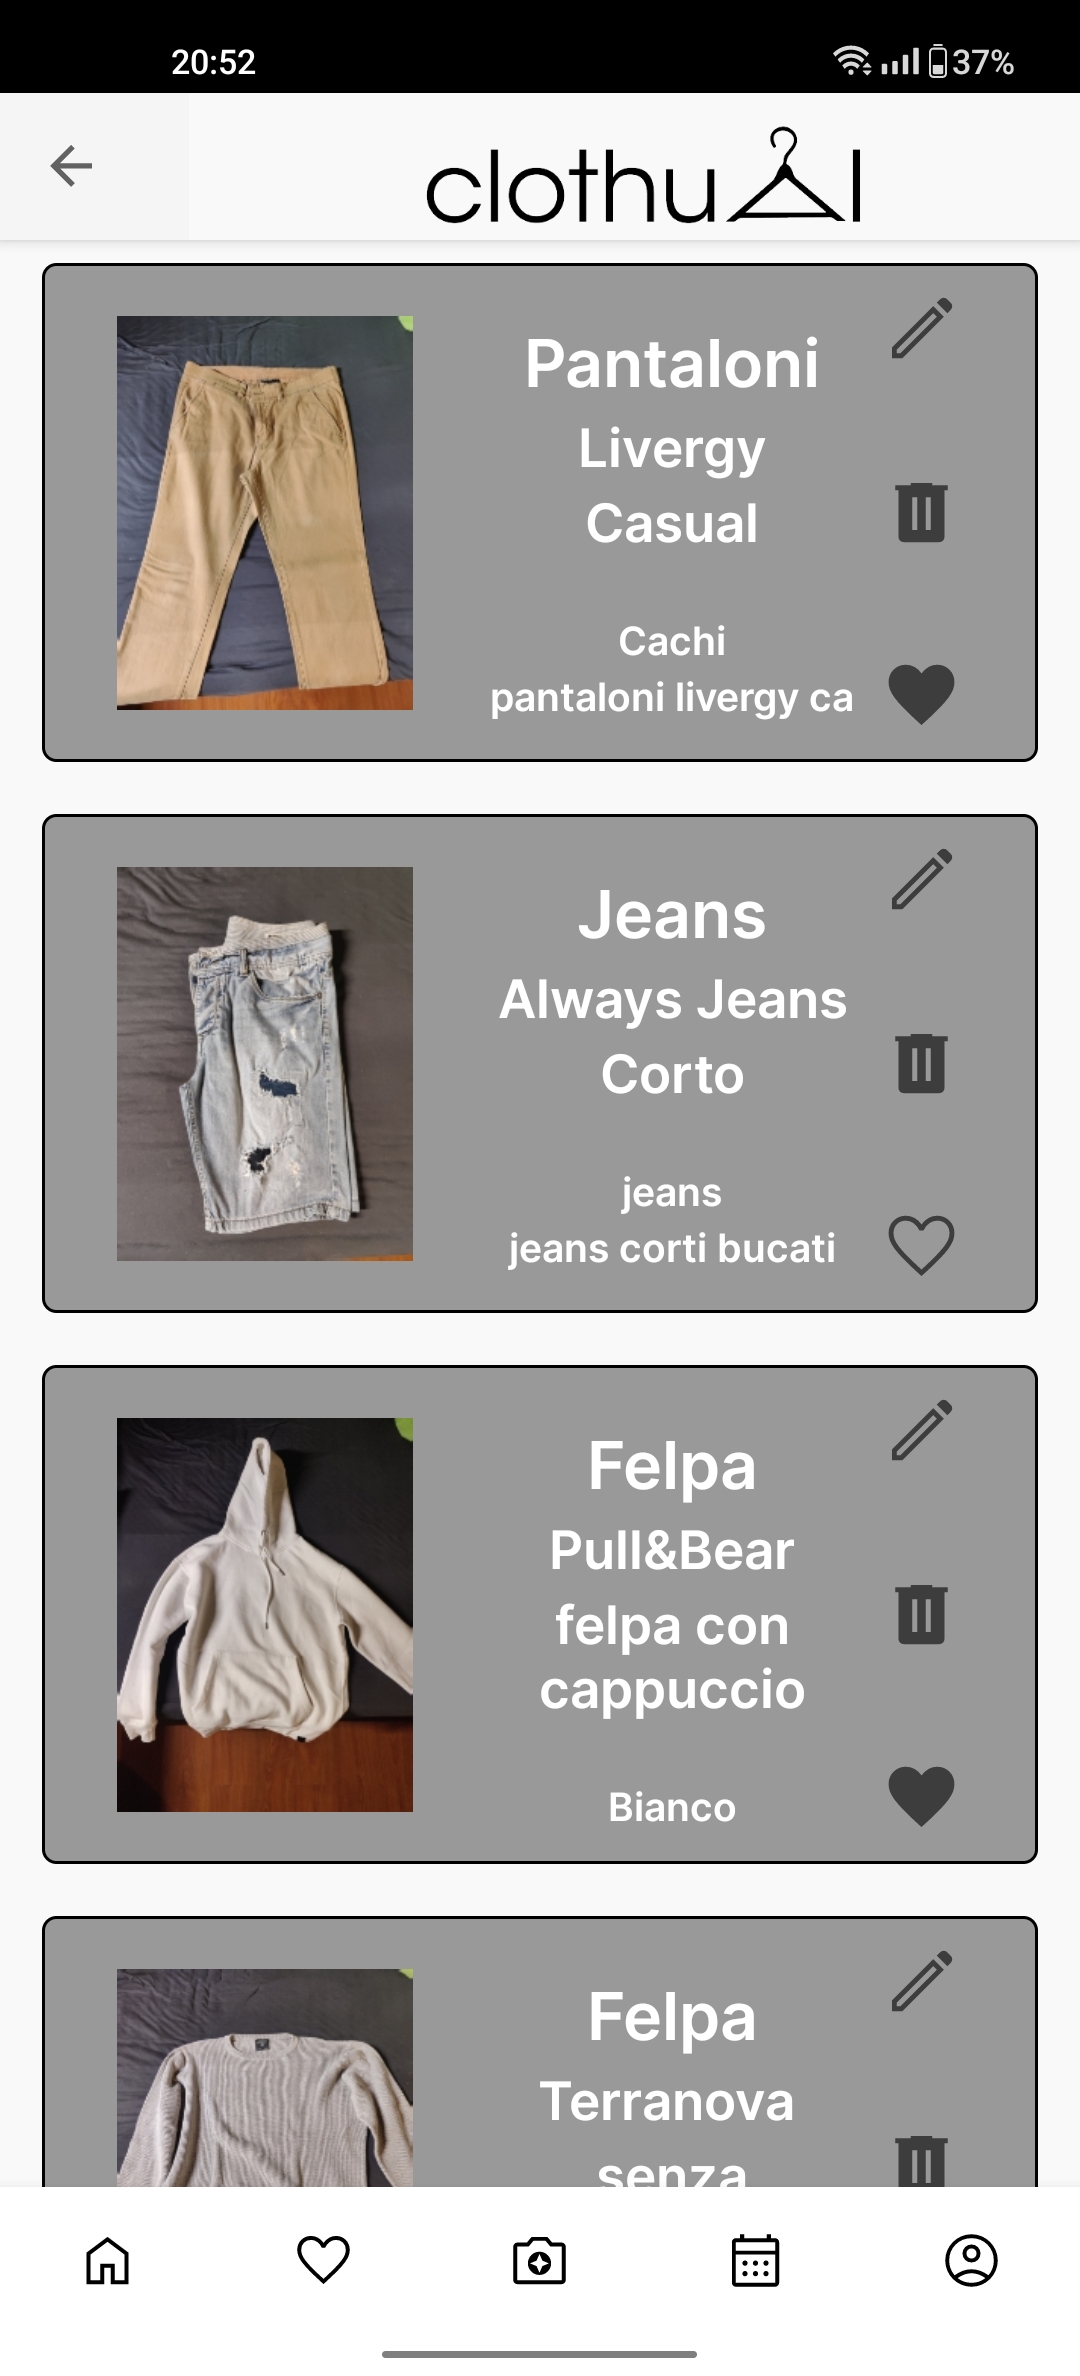 20:52
37%
clothual
Pantaloni
Livergy
Casual
Cachi
pantaloni livergy ca
Jeans
Always Jeans
Corto
jeans
jeans corti bucati
Felpa
Pull&Bear
felpa con
cappuccio
Bianco
Felpa
Terranova
senza